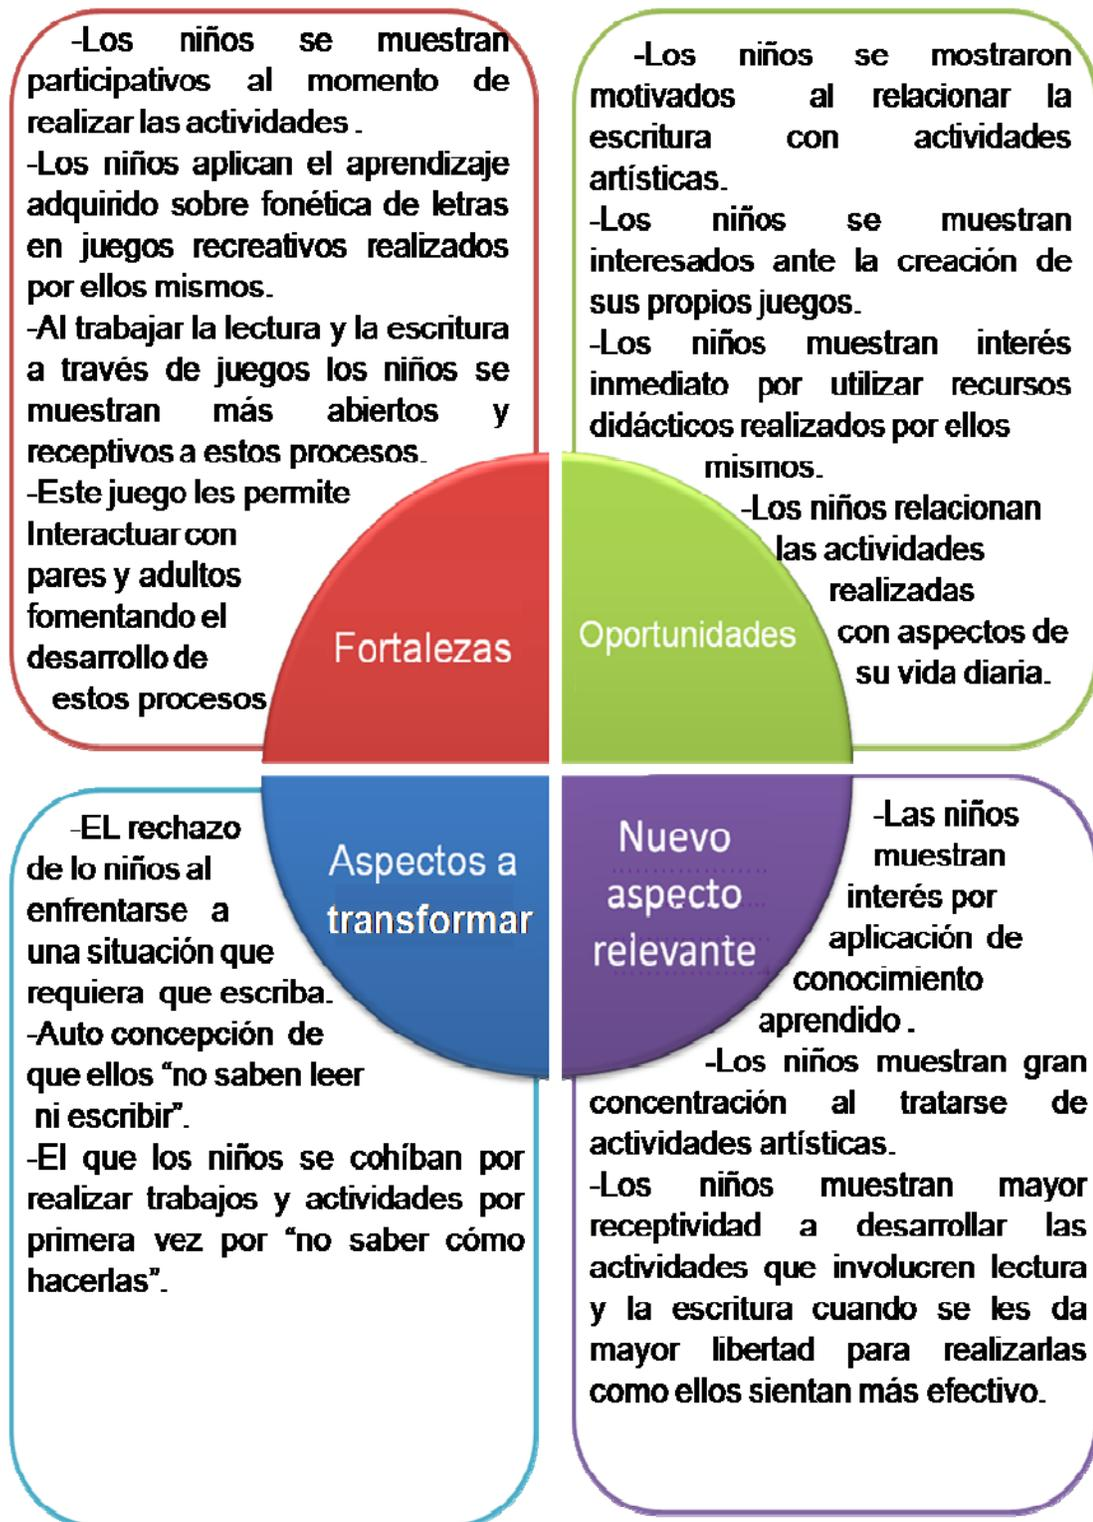 -Los niños se muestran
participativos al momento de
realizar las actividades .
-Los niños aplican el aprendizaje
adquirido sobre fonética de letras
en juegos recreativos realizados
por ellos mismos.
-Al trabajar la lectura y la escritura
a través de juegos los niños se
muestran más abiertos y
receptivos a estos procesos.
-Este juego les permite
Interactuar con
pares y adultos
fomentando el
desarrollo de
estos procesos
Fortalezas
-Los niños se mostraron
motivados al relacionar la
escritura con actividades
artísticas.
-Los niños se muestran
interesados ante la creación de
sus propios juegos.
-Los niños muestran interés
inmediato por utilizar recursos
didácticos realizados por ellos
mismos.
-Los niños relacionan
las actividades
realizadas
con aspectos de
su vida diaria.
Oportunidades
-EL rechazo
de lo niños al
enfrentarse a
una situación que
requiera que escriba.
-Auto concepción de
que ellos “no saben leer
ni escribir”.
-El que los niños se cohíban por
realizar trabajos y actividades por
primera vez por “no saber cómo
hacerlas”.
Aspectos a
transformar
Nuevo
aspecto
relevante
-Las niños
muestran
interés por
aplicación de
conocimiento
aprendido .
-Los niños muestran gran
concentración al tratarse de
actividades artísticas.
-Los niños muestran mayor
receptividad a desarrollar las
actividades que involucren lectura
y la escritura cuando se les da
mayor libertad para realizarlas
como ellos sientan más efectivo.